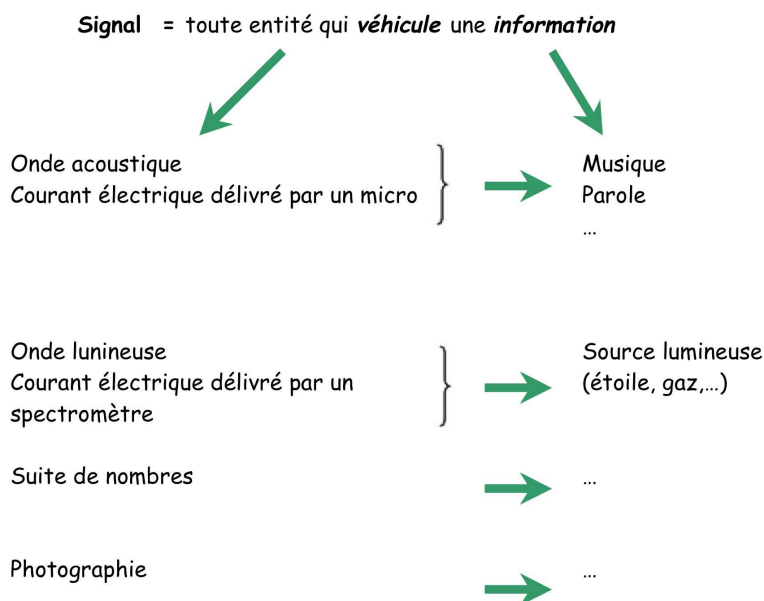 Signal = toute entité qui véhicule une information
Onde acoustique
Courant électrique délivré par un micro
Musique
Parole
...
Onde lunineuse
Courant électrique délivré par un
spectromètre
Source lumineuse
(étoile, gaz,...)
Suite de nombres
...
Photographie
...